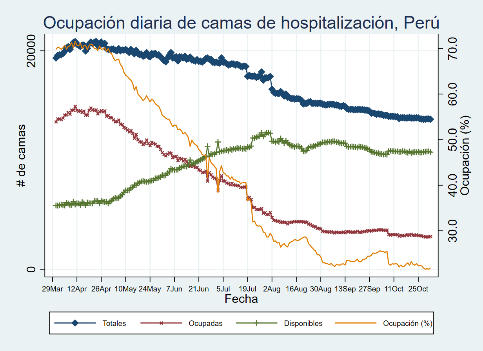 Ocupación diaria de camas de hospitalización, Perú
# de camas
20000
0
70.0
60.0
50.0
40.0
30.0
Ocupación (%)
29Mar 12Apr 26Apr 10May 24May 7Jun 21Jun 5Jul 19Jul 2Aug 16Aug 30Aug 13Sep 27Sep 11Oct 25Oct
Fecha
Totales Ocupadas Disponibles Ocupación (%)